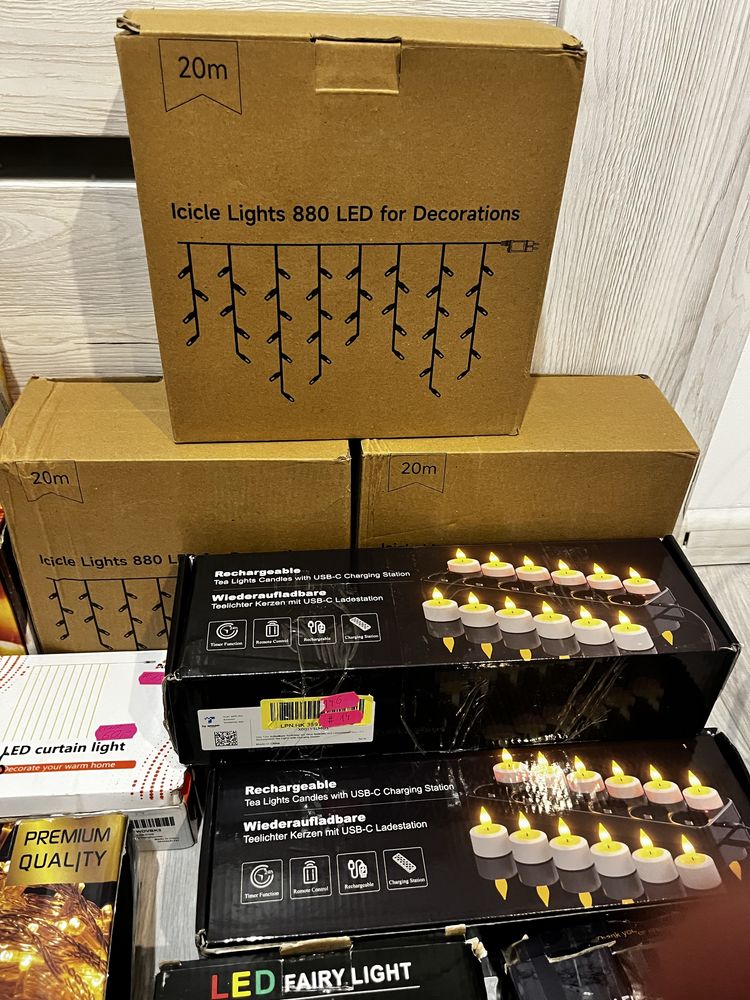 20m
Icicle Lights 880 LED for Decorations
20m
20m
Icicle Lights 880
Rechargeable
Tea Lights Candles with USB-C Charging Station
Wiederaufladbare
Teelichter Kerzen mit USB-C Ladestation
Timer Function
Remote Control
Rechargeable
Charging Station
# 14
LED curtain light
Decorate your warm home
Rechargeable
Tea Lights Candles with USB-C Charging Station
Wiederaufladbare
Teelichter Kerzen mit USB-C Ladestation
Timer Function
Remote Control
Rechargeable
Charging Station
PREMIUM
QUALITY
LED FAIRY LIGHT